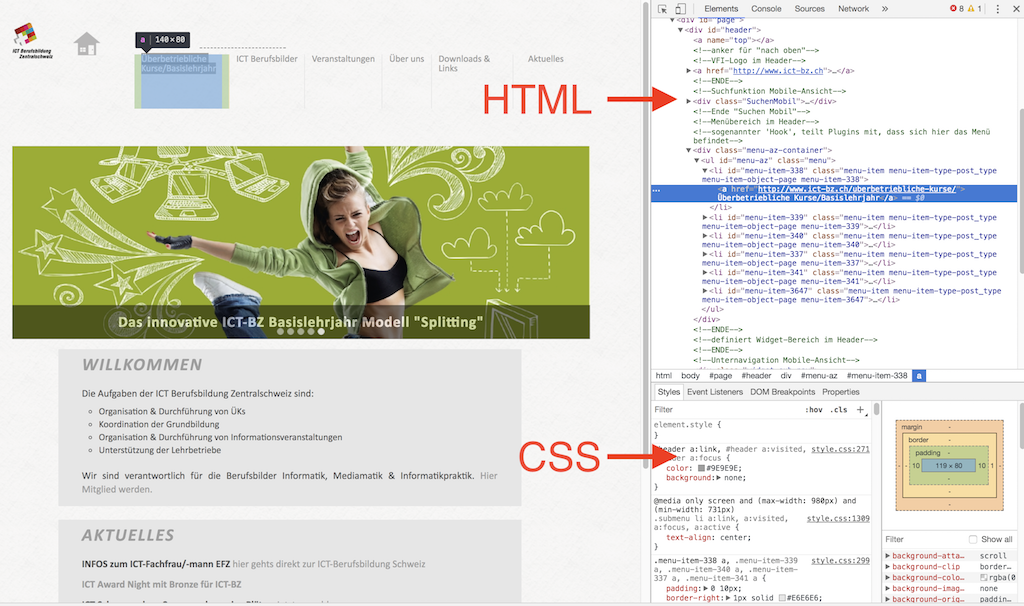 ICT Berufsbildung
Zentralschweiz
a 140×80
Überbetriebliche
Kurse/Basislehrjahr
ICT Berufsbilder
Veranstaltungen
Über uns
Downloads &
Links
Aktuelles
Das innovative ICT-BZ Basislehrjahr Modell "Splitting"
WILLKOMMEN
Die Aufgaben der ICT Berufsbildung Zentralschweiz sind:
Organisation & Durchführung von ÜKs
Koordination der Grundbildung
Organisation & Durchführung von Informationsveranstaltungen
Unterstützung der Lehrbetriebe
Wir sind verantwortlich für die Berufsbilder Informatik, Mediamatik & Informatikpraktik. Hier
Mitglied werden.
AKTUELLES
INFOS zum ICT-Fachfrau/-mann EFZ hier gehts direkt zur ICT-Berufsbildung Schweiz
ICT Award Night mit Bronze für ICT-BZ
HTML
CSS
Elements Console Sources Network » 8 1
▼<div id="page">
▼<div id="header">
<a name="top"></a>
<!--anker für "nach oben"-->
<!--VFI-Logo im Header-->
▶<a href="http://www.ict-bz.ch">…</a>
<!--ENDE-->
<!--Suchfunktion Mobile-Ansicht-->
▶<div class="SuchenMobil">…</div>
<!--Ende "Suchen Mobil"-->
<!--Menübereich im Header-->
<!--sogenannter 'Hook', teilt Plugins mit, dass sich hier das Menü
befindet-->
▼<div class="menu-az-container">
▼<ul id="menu-az" class="menu">
▼<li id="menu-item-338" class="menu-item menu-item-type-post_type
menu-item-object-page menu-item-338">
… <a href="http://www.ict-bz.ch/uberbetriebliche-kurse/">
Überbetriebliche Kurse/Basislehrjahr</a> == $0
</li>
▶<li id="menu-item-339" class="menu-item menu-item-type-post_type
menu-item-object-page menu-item-339">…</li>
▶<li id="menu-item-340" class="menu-item menu-item-type-post_type
menu-item-object-page menu-item-340">…</li>
▶<li id="menu-item-337" class="menu-item menu-item-type-post_type
menu-item-object-page menu-item-337">…</li>
▶<li id="menu-item-341" class="menu-item menu-item-type-post_type
menu-item-object-page menu-item-341">…</li>
▶<li id="menu-item-3647" class="menu-item menu-item-type-post_type
menu-item-object-page menu-item-3647">…</li>
</ul>
</div>
<!--ENDE-->
<!--definiert Widget-Bereich im Header-->
<!--ENDE-->
<!--Unternavigation Mobile-Ansicht-->
html body #page #header div #menu-az #menu-item-338 a
Styles Event Listeners DOM Breakpoints Properties
Filter :hov .cls +
element.style {
}
#header a:link, #header a:visited, style.css:271
#header a:focus {
color: #9E9E9E;
background:▶ none;
}
@media only screen and (max-width: 980px) and
(min-width: 731px)
.submenu li a:link, a:visited, style.css:1309
a:focus, a:active {
text-align: center;
}
.menu-item-338 a, .menu-item-339 style.css:299
a, .menu-item-340 a, .menu-item-
337 a, .menu-item-341 a {
padding:▶ 0 10px;
border-right:▶ 1px solid #E6E6E6;
margin -
border -
padding -
- - 10 119 × 80 10 1 -
-
-
-
Filter Show all
▶background-atta… scroll
▶background-clip border…
▶background-colo… rgba(0
▶background-imag… none
▶background-orig… paddin…